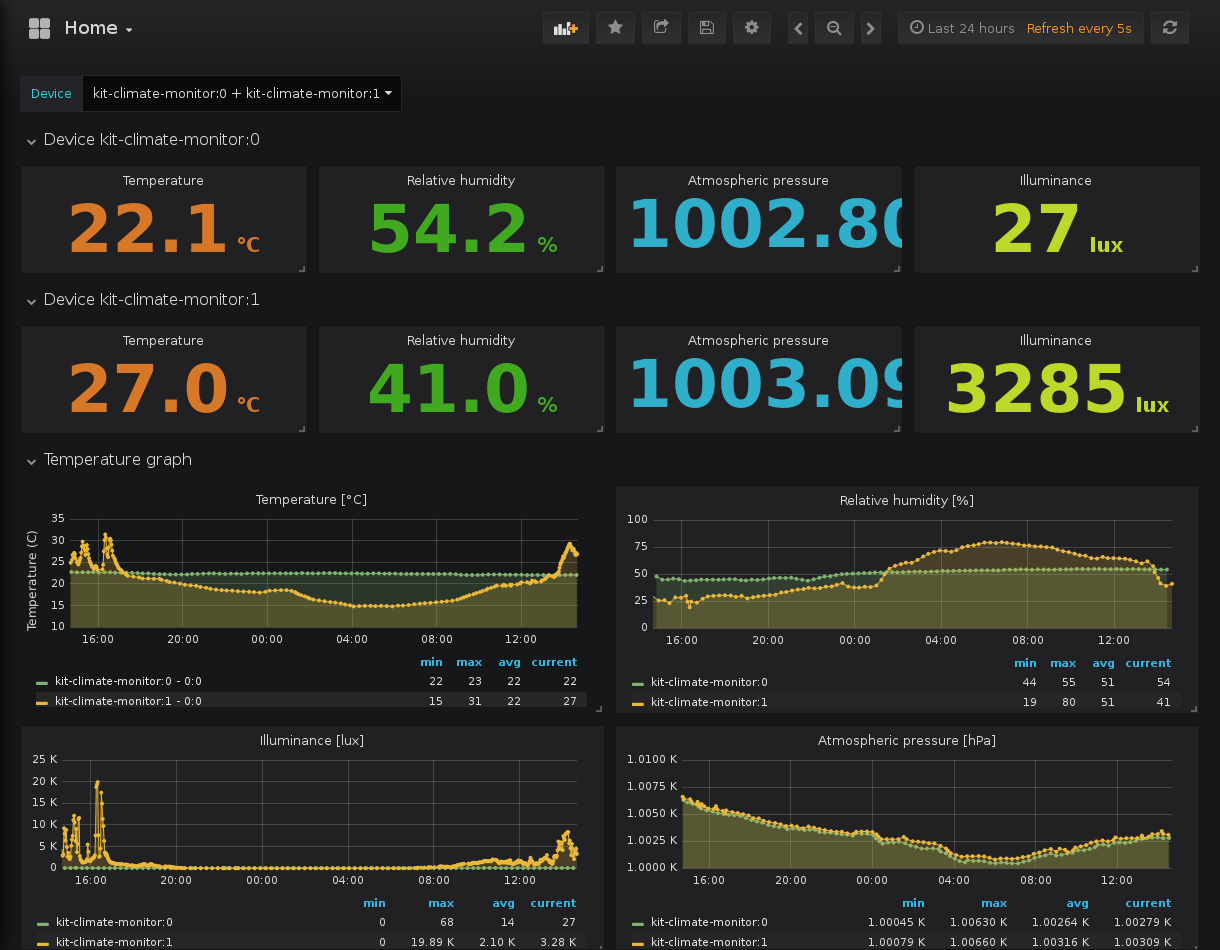 Home
Last 24 hours Refresh every 5s
Device kit-climate-monitor:0 + kit-climate-monitor:1
Device kit-climate-monitor:0
Temperature Relative humidity Atmospheric pressure Illuminance
22.1 °C 54.2 % 1002.80 27 lux
Device kit-climate-monitor:1
Temperature Relative humidity Atmospheric pressure Illuminance
27.0 °C 41.0 % 1003.09 3285 lux
Temperature graph
Temperature [°C]
Temperature (C)
35
30
25
20
15
10
16:00 20:00 00:00 04:00 08:00 12:00
min max avg current
kit-climate-monitor:0 - 0:0 22 23 22 22
kit-climate-monitor:1 - 0:0 15 31 22 27
Relative humidity [%]
100
75
50
25
0
16:00 20:00 00:00 04:00 08:00 12:00
min max avg current
kit-climate-monitor:0 44 55 51 54
kit-climate-monitor:1 19 80 51 41
Illuminance [lux]
25 K
20 K
15 K
10 K
5 K
0
16:00 20:00 00:00 04:00 08:00 12:00
min max avg current
kit-climate-monitor:0 0 68 14 27
kit-climate-monitor:1 0 19.89 K 2.10 K 3.28 K
Atmospheric pressure [hPa]
1.0100 K
1.0075 K
1.0050 K
1.0025 K
1.0000 K
16:00 20:00 00:00 04:00 08:00 12:00
min max avg current
kit-climate-monitor:0 1.00045 K 1.00630 K 1.00264 K 1.00279 K
kit-climate-monitor:1 1.00079 K 1.00660 K 1.00316 K 1.00309 K